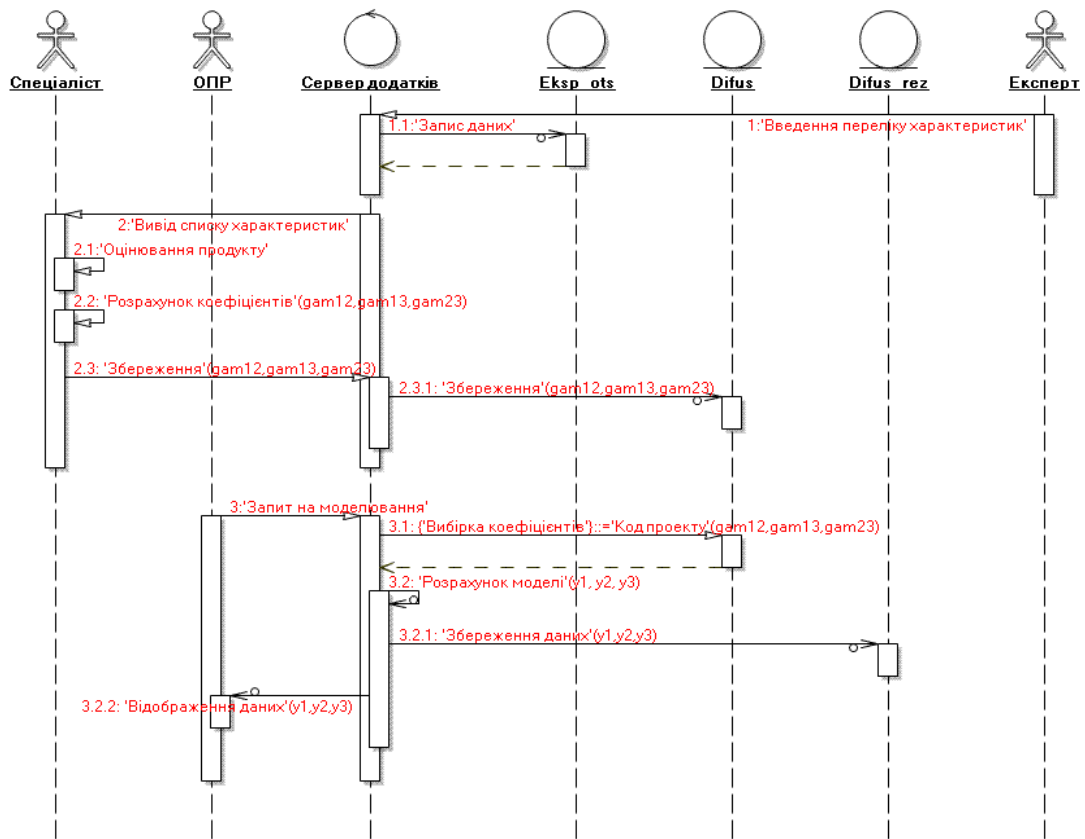 Спеціаліст
ОПР
Сервер додатків
Eksp_ots
Difus
Difus_rez
Експерт
1:'Введення переліку характеристик'
1.1:'Запис даних'
2:'Вивід списку характеристик'
2.1:'Оцінювання продукту'
2.2: 'Розрахунок коефіцієнтів'(gam12,gam13,gam23)
2.3: 'Збереження'(gam12,gam13,gam23)
2.3.1: 'Збереження'(gam12,gam13,gam23)
3:'Запит на моделювання'
3.1: {'Вибірка коефіцієнтів'}::='Код проекту'(gam12,gam13,gam23)
3.2: 'Розрахунок моделі'(y1, y2, y3)
3.2.1: 'Збереження даних'(y1,y2,y3)
3.2.2: 'Відображення даних'(y1,y2,y3)